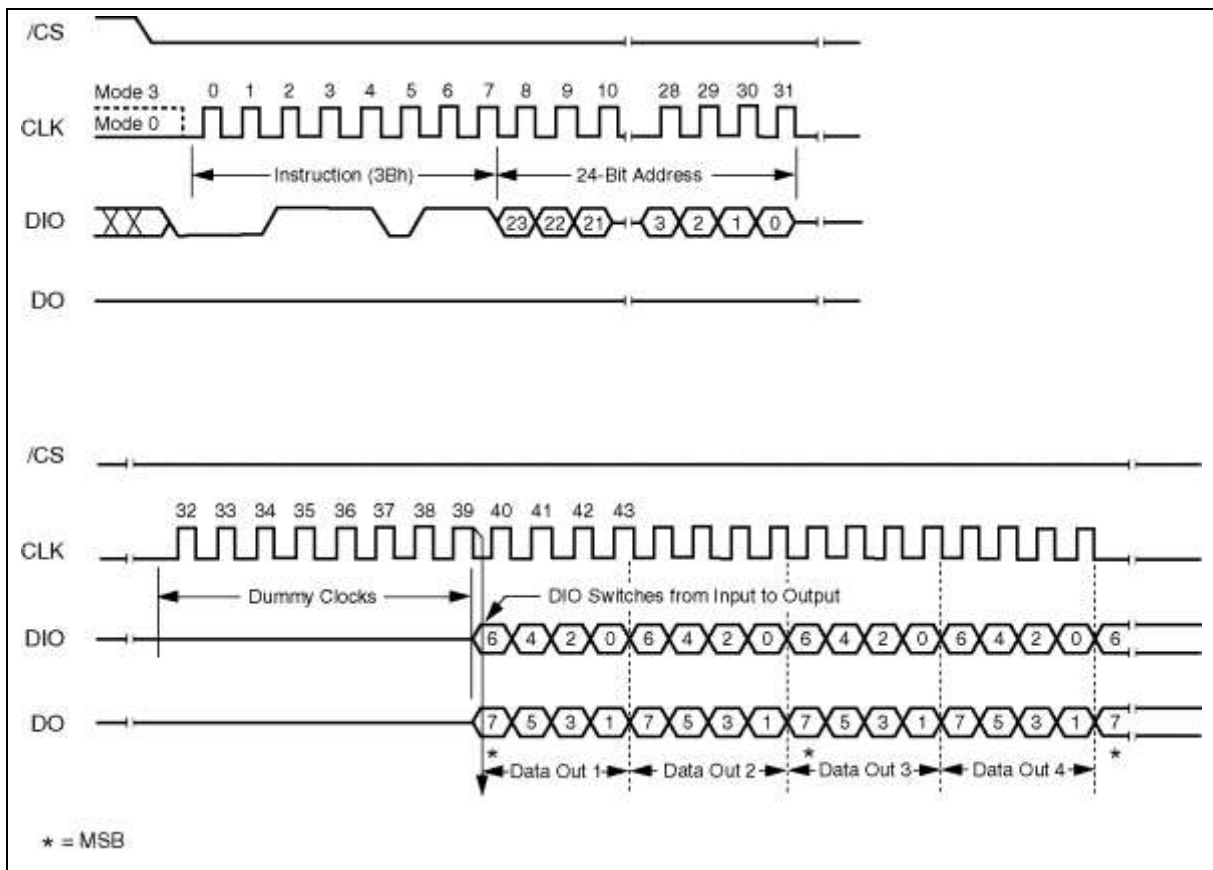 /CS
Mode 3 0 1 2 3 4 5 6 7 8 9 10 28 29 30 31
CLK Mode 0
Instruction (3Bh) 24-Bit Address
DIO 23 22 21 3 2 1 0
DO
/CS
32 33 34 35 36 37 38 39 40 41 42 43
CLK
Dummy Clocks DIO Switches from Input to Output
DIO 6 4 2 0 6 4 2 0 6 4 2 0 6 4 2 0 6
DO 7 5 3 1 7 5 3 1 7 5 3 1 7 5 3 1 7
* * *
Data Out 1 Data Out 2 Data Out 3 Data Out 4
* = MSB